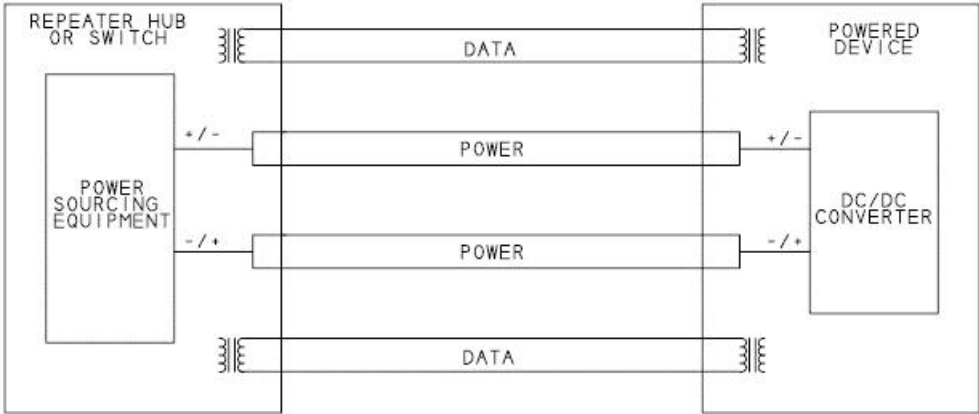 REPEATER HUB
OR SWITCH
POWERED
DEVICE
DATA
+/-
POWER
+/-
POWER
SOURCING
EQUIPMENT
DC/DC
CONVERTER
-/+
POWER
-/+
DATA